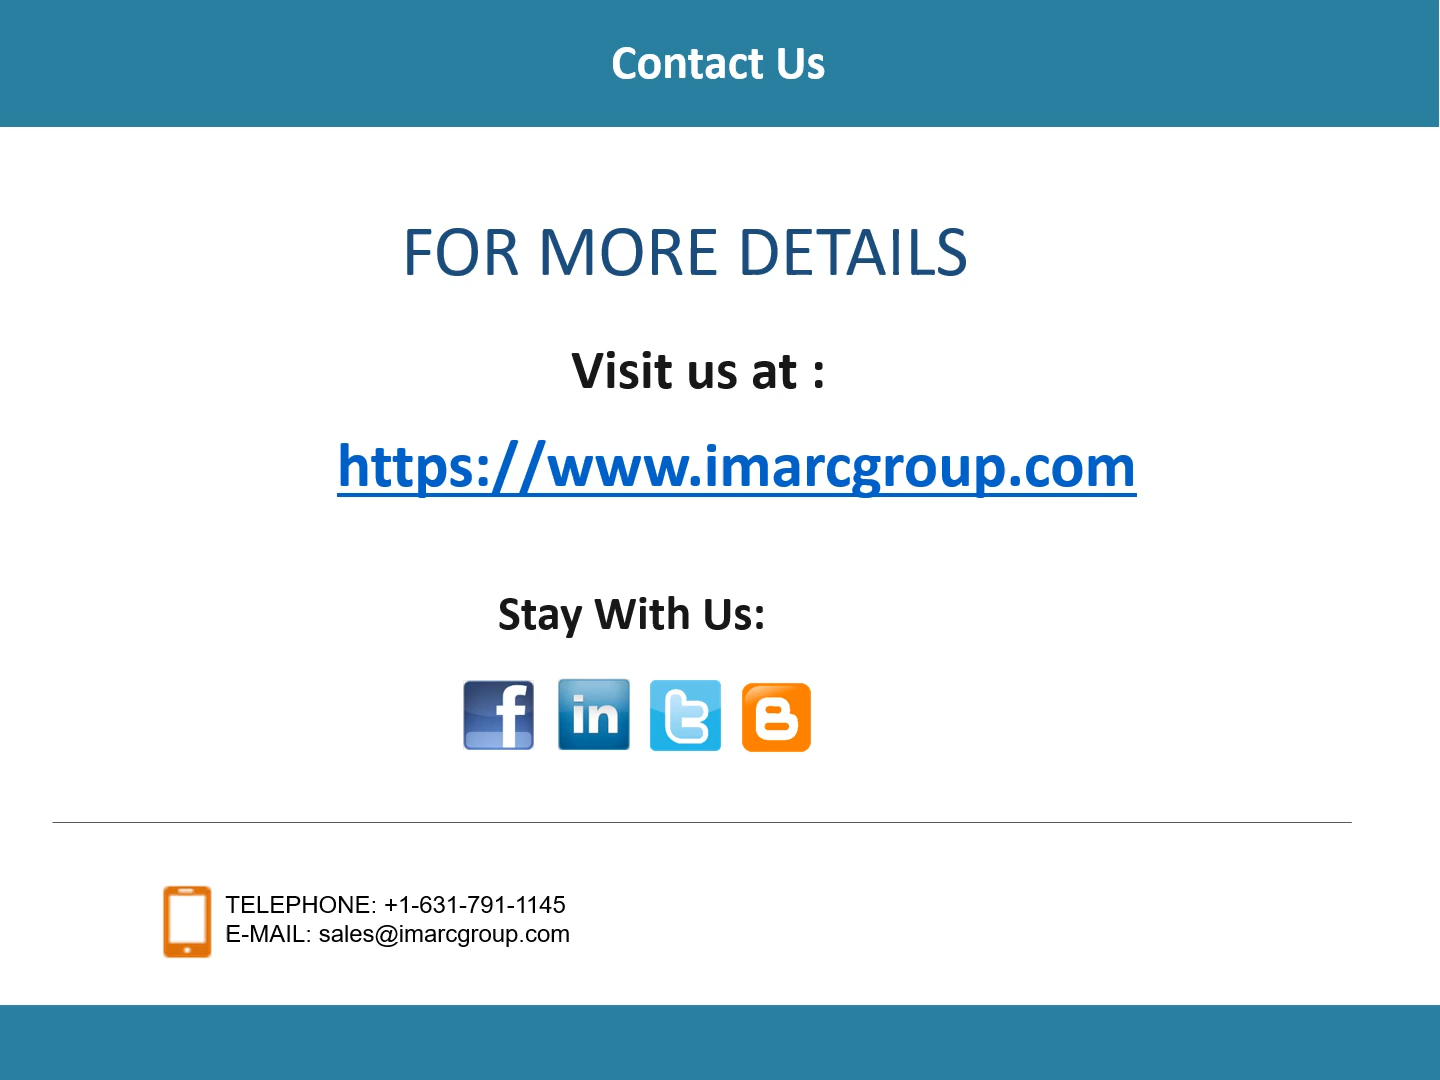 Contact Us
FOR MORE DETAILS
Visit us at :
https://www.imarcgroup.com
Stay With Us:
f in t B
TELEPHONE: +1-631-791-1145
E-MAIL: sales@imarcgroup.com